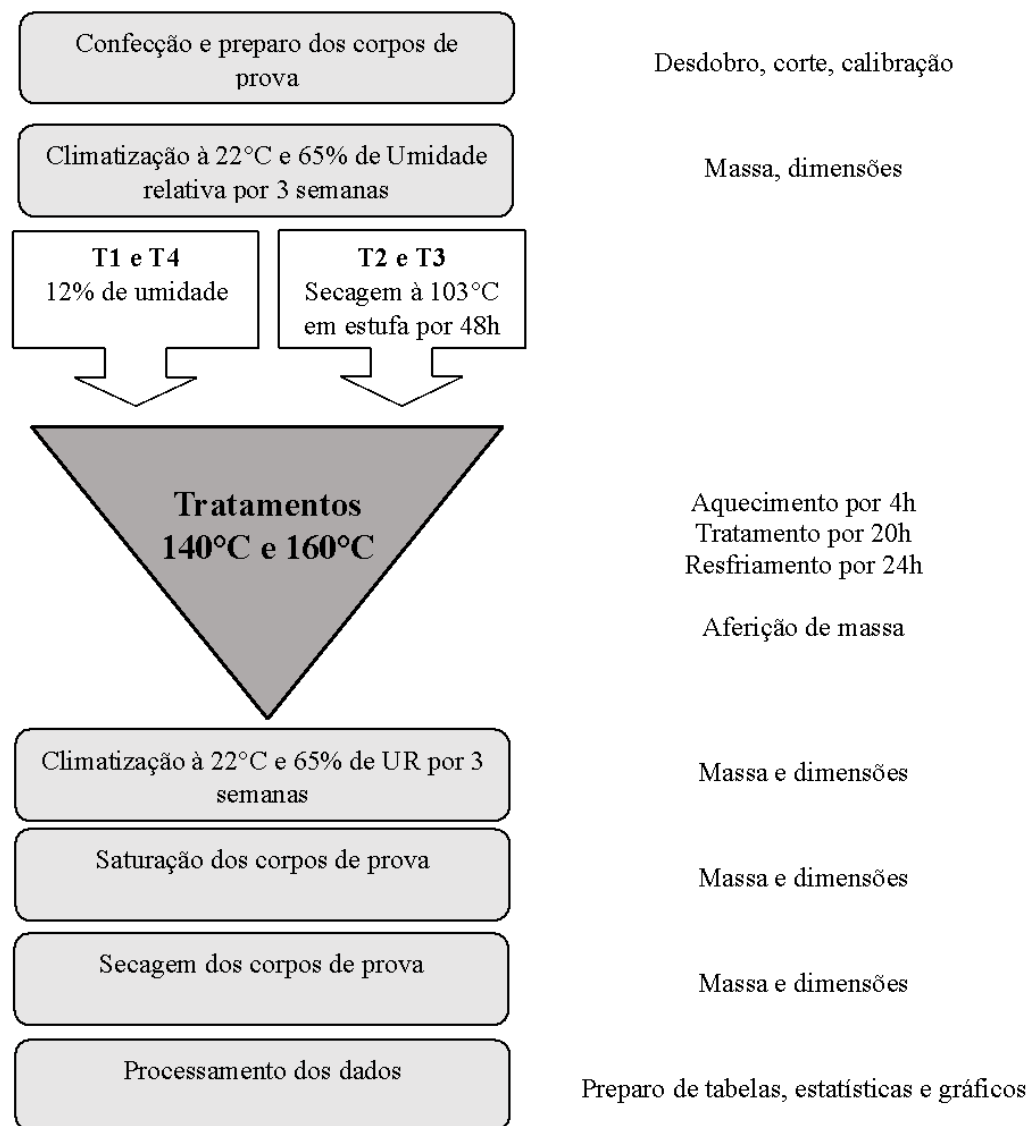 Confecção e preparo dos corpos de
prova
Desdobro, corte, calibração
Climatização à 22°C e 65% de Umidade
relativa por 3 semanas
Massa, dimensões
T1 e T4
12% de umidade
T2 e T3
Secagem à 103°C
em estufa por 48h
Tratamentos
140°C e 160°C
Aquecimento por 4h
Tratamento por 20h
Resfriamento por 24h
Aferição de massa
Climatização à 22°C e 65% de UR por 3
semanas
Massa e dimensões
Saturação dos corpos de prova
Massa e dimensões
Secagem dos corpos de prova
Massa e dimensões
Processamento dos dados
Preparo de tabelas, estatísticas e gráficos